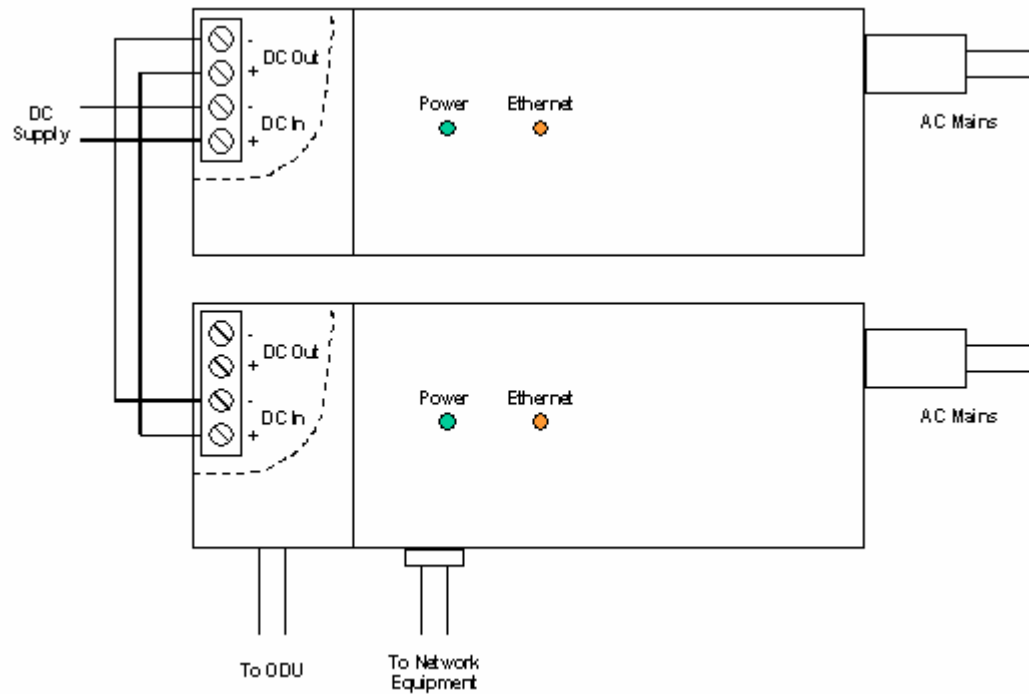 -
DC Out
+
-
DC In
+
DC
Supply
Power
Ethernet
AC Mains
-
DC Out
+
-
DC In
+
Power
Ethernet
AC Mains
To ODU
To Network
Equipment